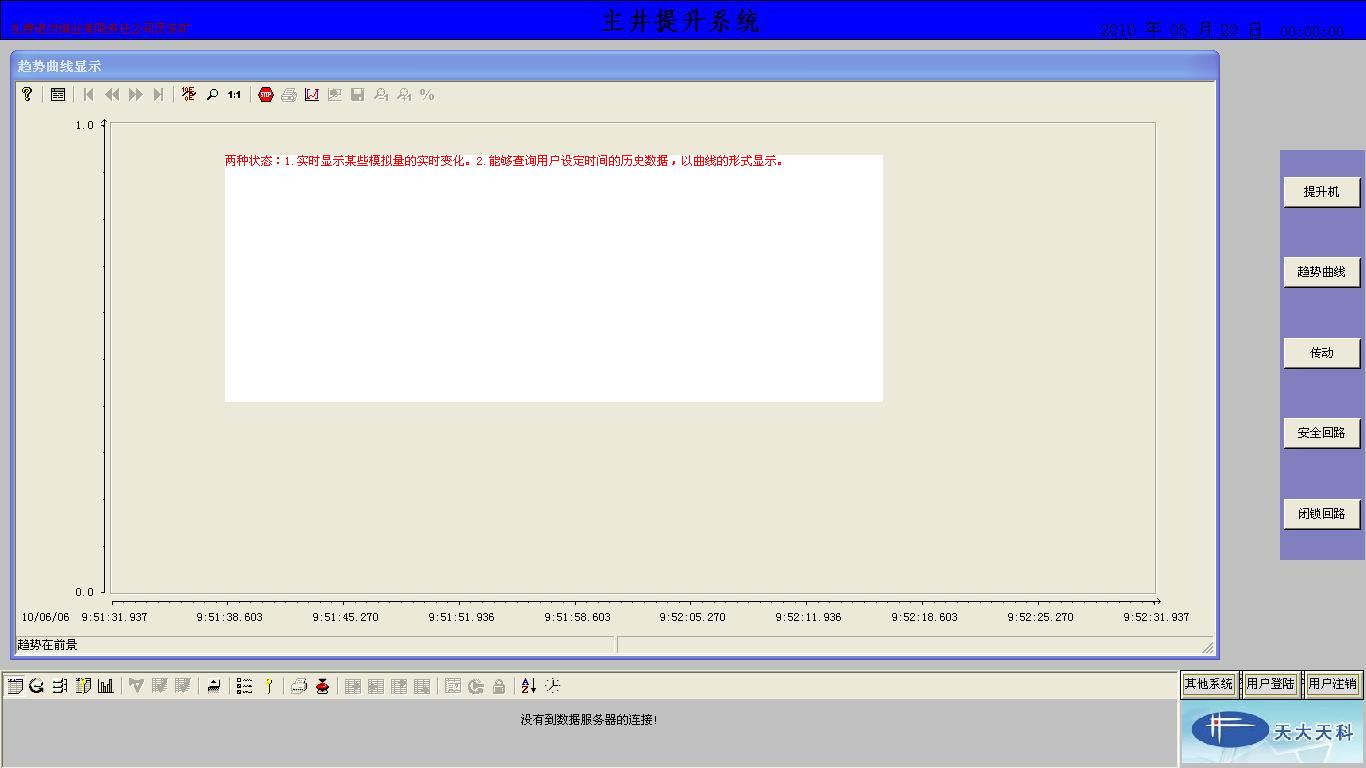 主井提升系统
2010 年 05 月 20 日 00:00:00
趋势曲线显示
1:1
STOP
%
1.0
两种状态：1.实时显示某些模拟量的实时变化。2.能够查询用户设定时间的历史数据，以曲线的形式显示。
提升机
趋势曲线
传动
安全回路
闭锁回路
0.0
10/06/06 9:51:31.937 9:51:38.603 9:51:45.270 9:51:51.936 9:51:58.603 9:52:05.270 9:52:11.936 9:52:18.603 9:52:25.270 9:52:31.937
趋势在前景
其他系统 用户登陆 用户注销
没有到数据服务器的连接!
天大天科